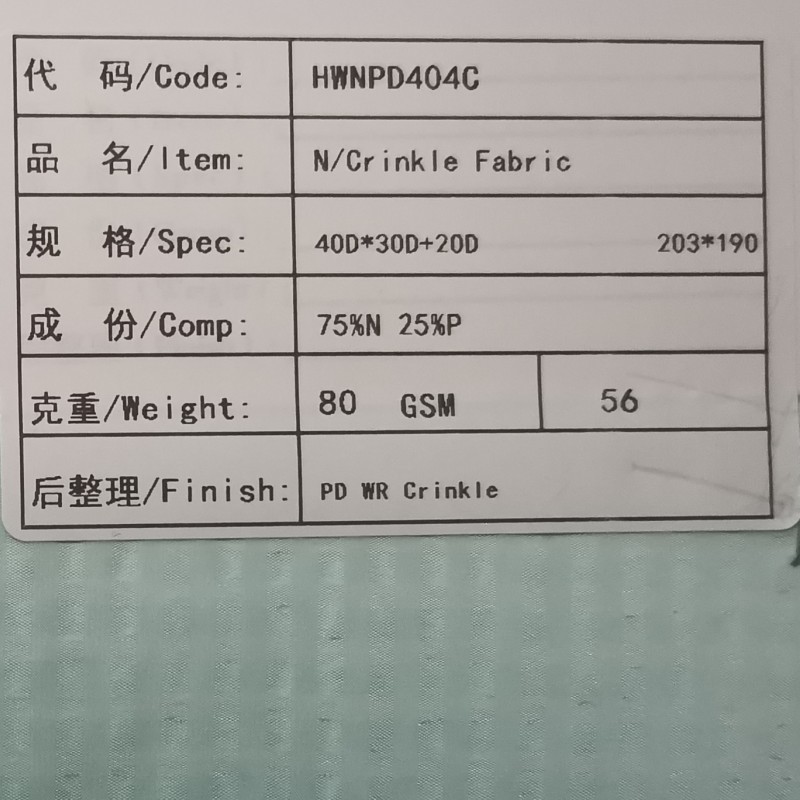 代 码/Code: HWNPD404C
品 名/Item: N/Crinkle Fabric
规 格/Spec: 40D*30D+20D 203*190
成 份/Comp: 75%N 25%P
克重/Weight: 80 GSM 56
后整理/Finish: PD WR Crinkle